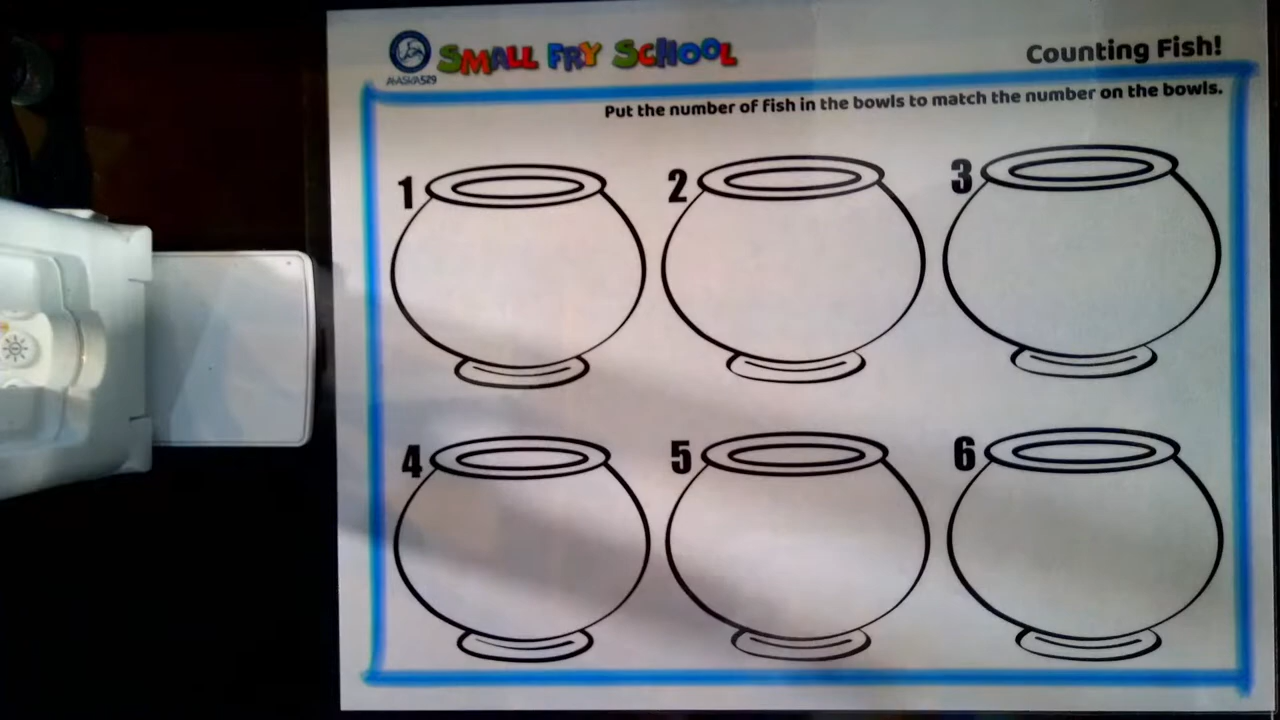 SMALL FRY SCHOOL
ALASKA529
Counting Fish!
Put the number of fish in the bowls to match the number on the bowls.
1
2
3
4
5
6